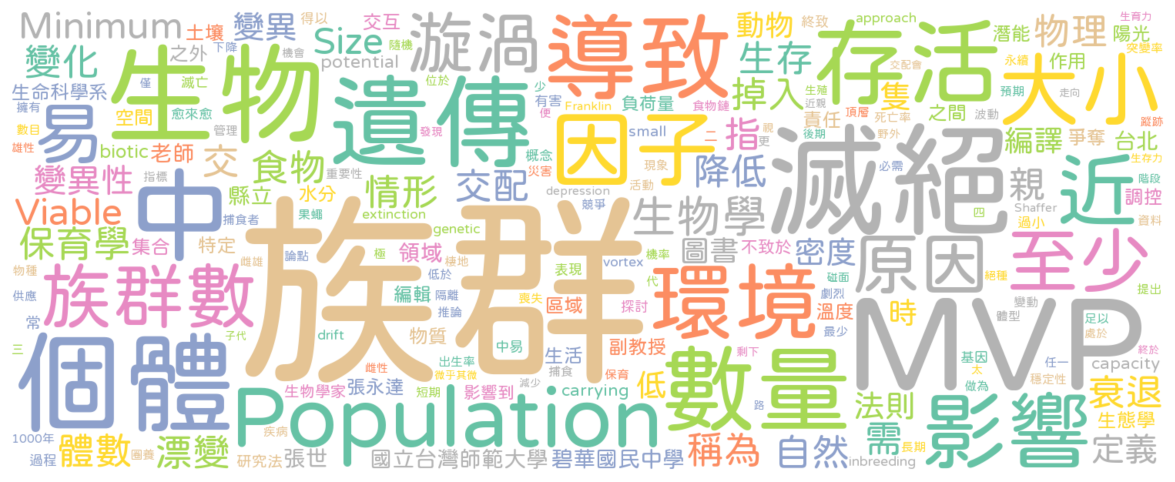 Minimum
土壤
變異
得以
交互
終致
approach
生育力
之外
下降
機會
Size
隨機
漩渦
導致
動物
存活
潛能
物理
陽光
突變率
變化
生物
滅亡
potential
位於
少
生存
交配會
永續
作用
大小
生命科學系
擁有
僅
遺傳
有害
便
Franklin
負荷量
食物鏈
掉入
生殖
近親
隻
頂層
死亡率
之間
預期
走向
波動
蹤跡
數目
空間
愈來愈
管理
易
雄性
biotic
老師
發現
因子
small
二
指
責任
視
更
後期
野外
編譯
爭奪
台北
變異性
指標
交
重要性
食物
概念
災害
現象
降低
滅絕
必需
近
生存力
階段
縣立
水分
情形
交配
depression
活動
競爭
生物學
親
四
Shaffer
調控
Viable
中
捕食者
果蠅
extinction
過小
資料
保育學
集合
特定
雌雄
論點
極
genetic
領域
棲地
族群
低於
表現
vortex
圖書
不致於
機率
代
密度
原因
絕種
至少
物種
供應
常
族群數
編輯
隔離
推論
喪失
區域
環境
探討
磁面
劇烈
溫度
最少
時
體型
變動
提出
MVP
足以
處於
三
個體
子代
drift
物質
中易
出生率
生活
捕食
副教授
剩下
保育
數量
基因
太
穩定性
做為
任一
capacity
終於
生物學家
雌性
張永達
微乎其微
短期
影響到
減少
carrying
低
法則
影響
衰退
1000年
過程
體數
圈養
漂變
疾病
研究法
張世
Population
國立台灣師範大學
碧華國民中學
稱為
路
自然
需
長期
inbreeding
生態學
定義